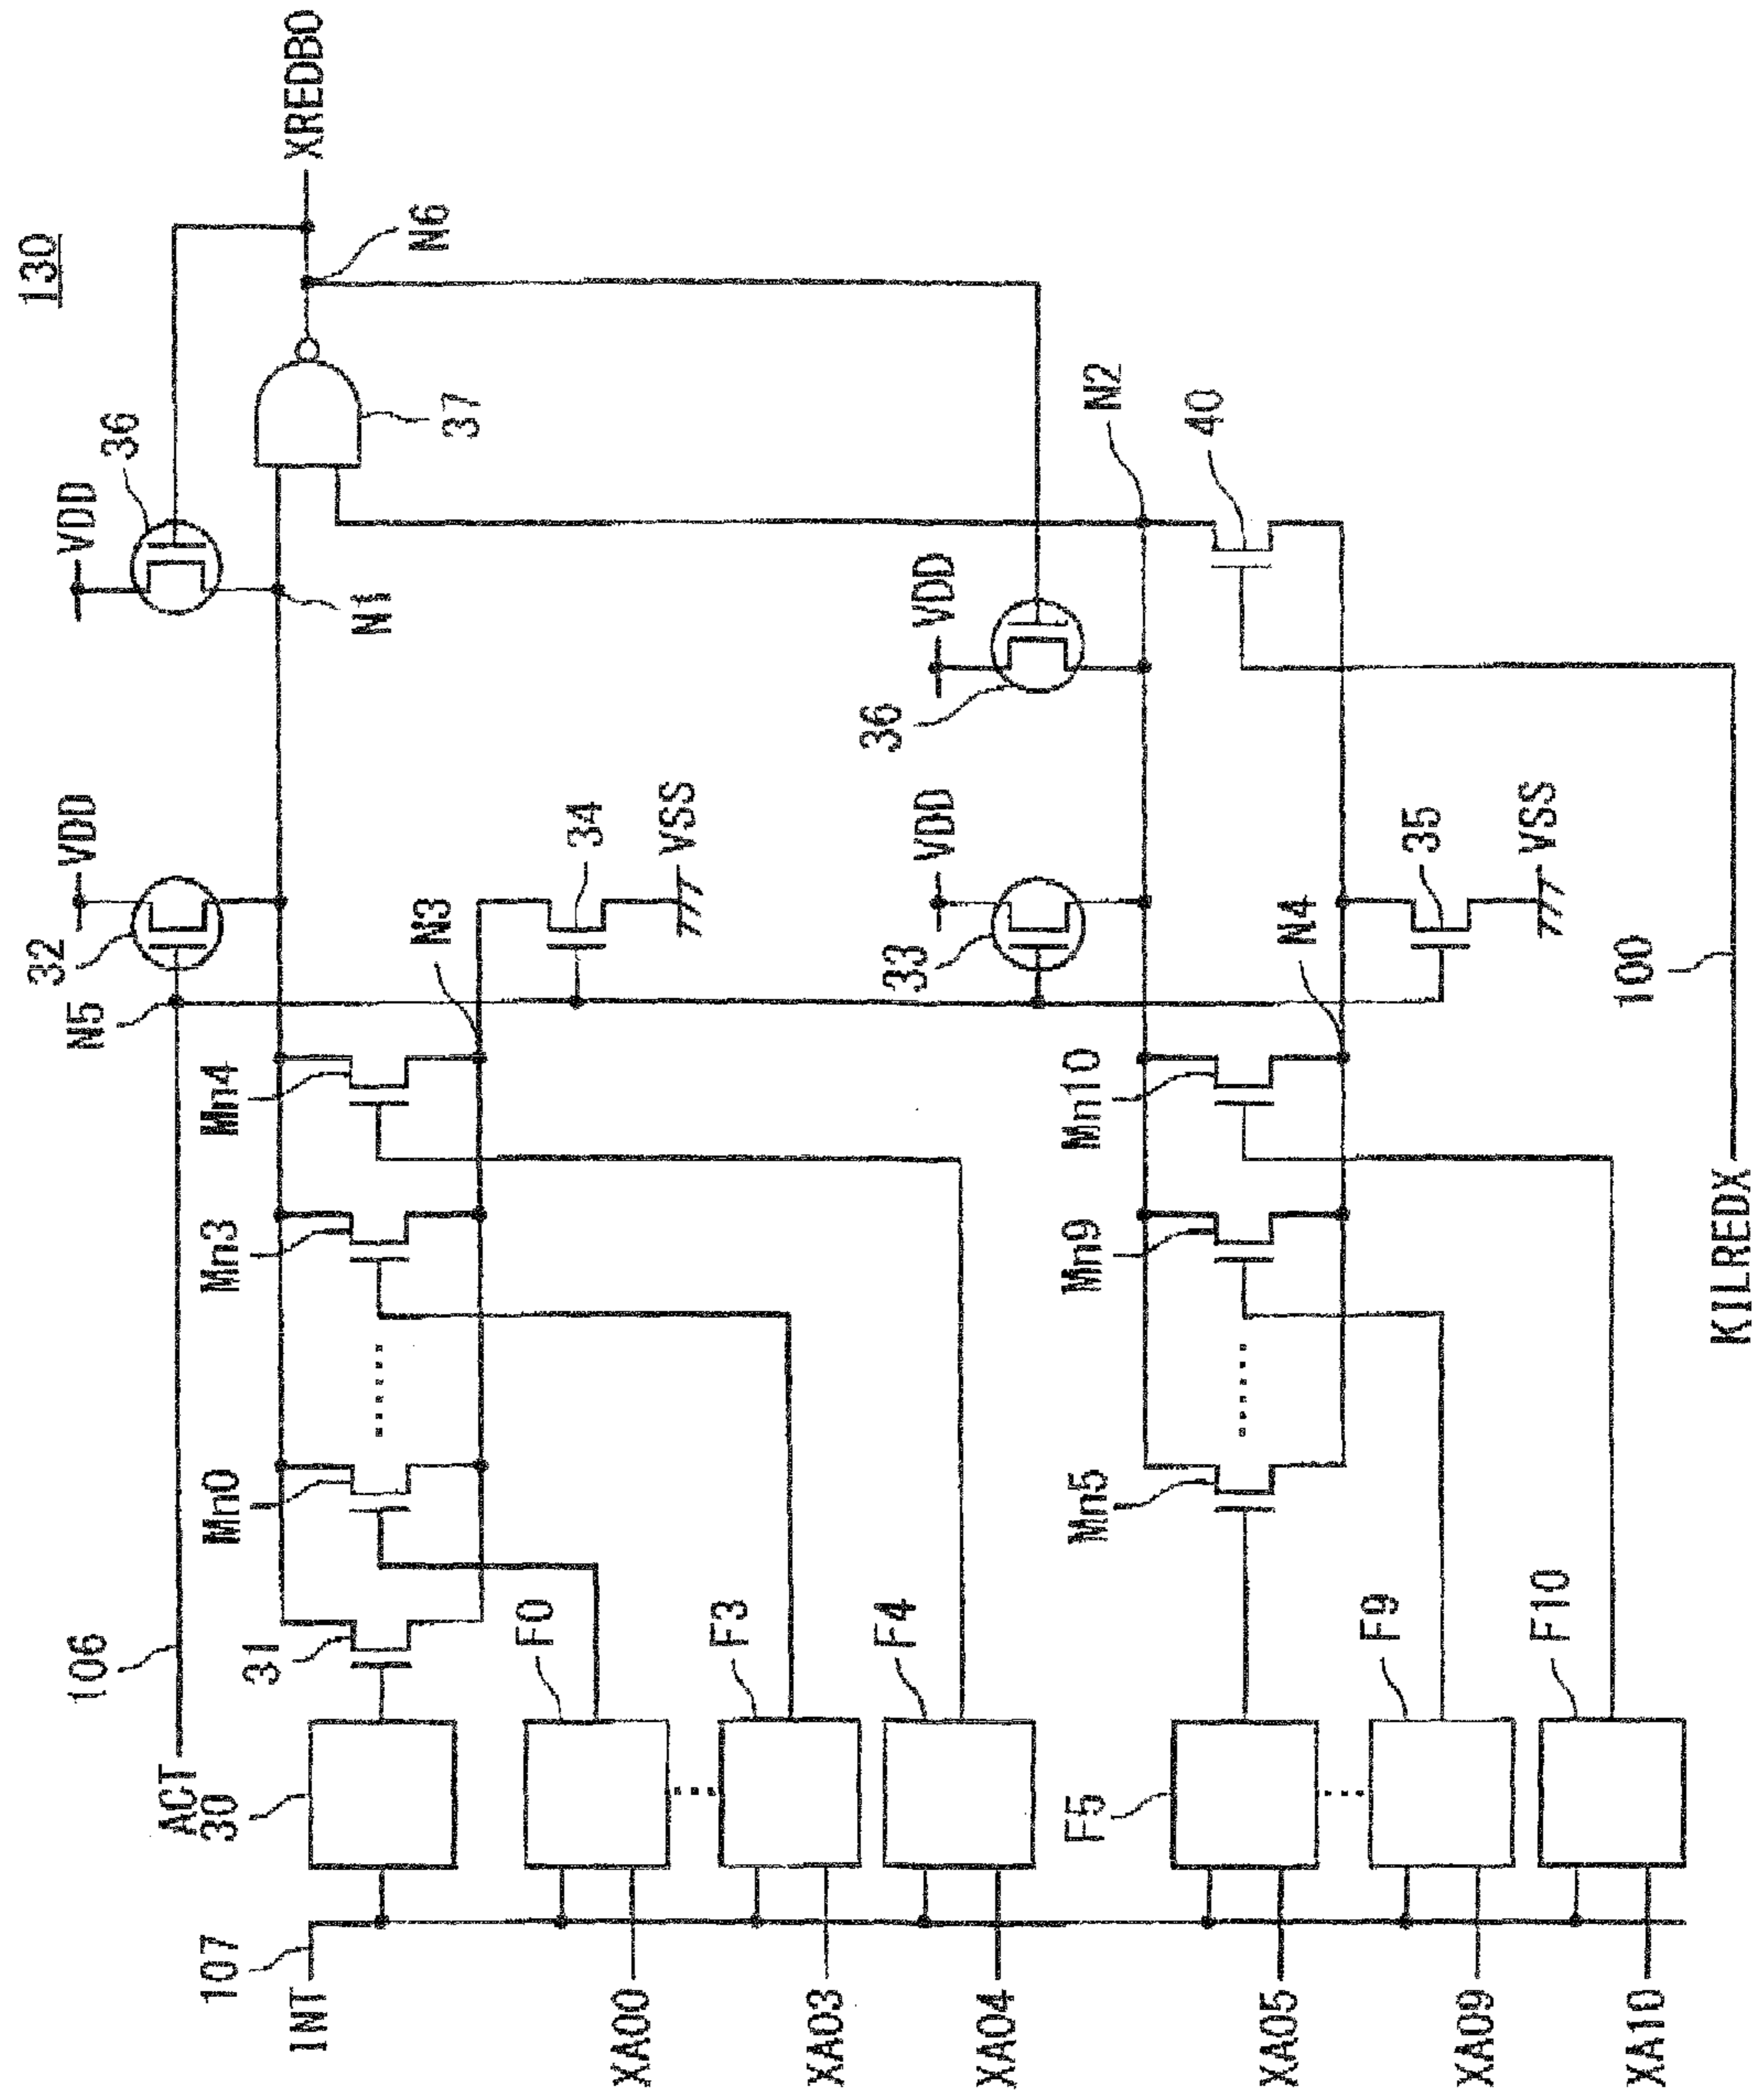 130
106
ACT
N5
32
VDD
VDD
36
XREDB0
107
INT
30
31
Mn0
Mn3
Mn4
N1
37
N6
N3
34
VSS
XA00
F0
XA03
F3
XA04
F4
33
VDD
36
VDD
N2
XA05
F5
Mn5
Mn9
Mn10
N4
40
XA09
F9
35
VSS
XA10
F10
100
KILREDX